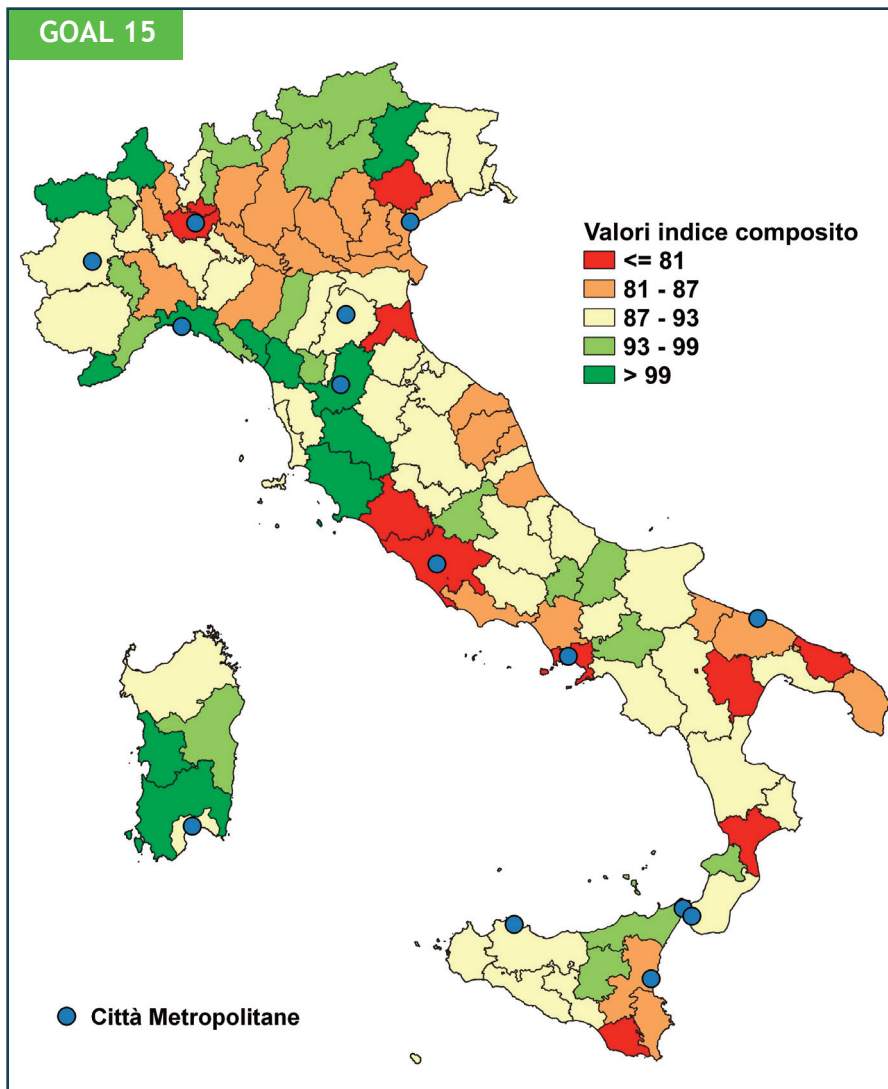 GOAL 15
Valori indice composito
<= 81
81 - 87
87 - 93
93 - 99
> 99
Città Metropolitane